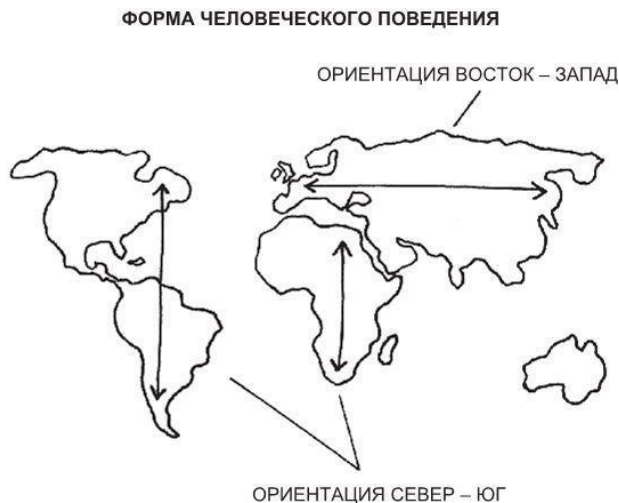 ФОРМА ЧЕЛОВЕЧЕСКОГО ПОВЕДЕНИЯ
ОРИЕНТАЦИЯ ВОСТОК – ЗАПАД
ОРИЕНТАЦИЯ СЕВЕР – ЮГ